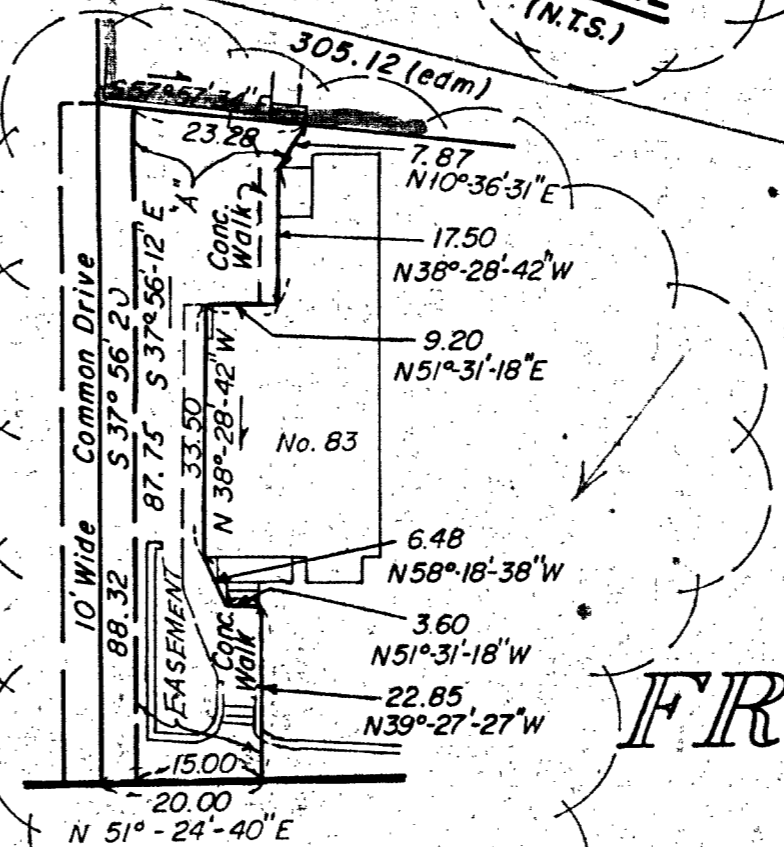 (N.T.S.)
305.12 (edm)
S 57°57'34" E
23.28
7.87
N10°-36'-31"E
"A"
Conc.
Walk
17.50
N38°-28'-42"W
9.20
N51°-31'-18"E
10' Wide Common Drive
S 37° 56' 20
88.32
87.75 S 37°56'-12" E
33.50
N 38°-28'-42" W
No. 83
6.48
N58°-18'-38"W
EASEMENT
Conc.
Walk
3.60
N51°-31'-18"W
22.85
N39°-27'-27"W
FR
15.00
20.00
N 51° - 24'-40"E